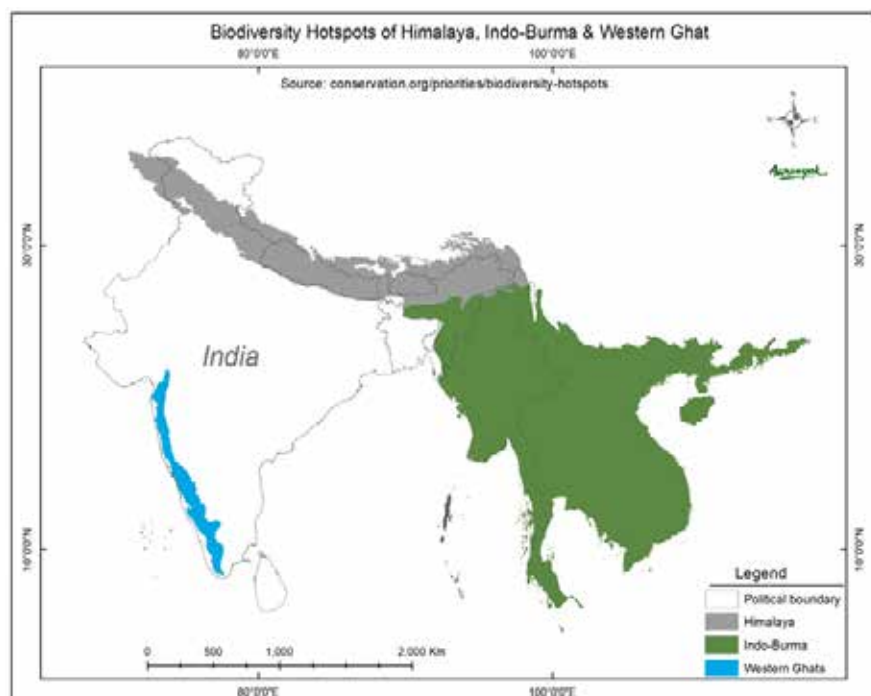 Biodiversity Hotspots of Himalaya, Indo-Burma & Western Ghat
80°0'0"E 100°0'0"E
Source: conservation.org/priorities/biodiversity-hotspots
N
W E
S
Aaranyak
30°0'0"N 30°0'0"N
India
10°0'0"N 10°0'0"N
Legend
Political boundary
Himalaya
Indo-Burma
Western Ghats
0 500 1,000 2,000 Km
80°0'0"E 100°0'0"E